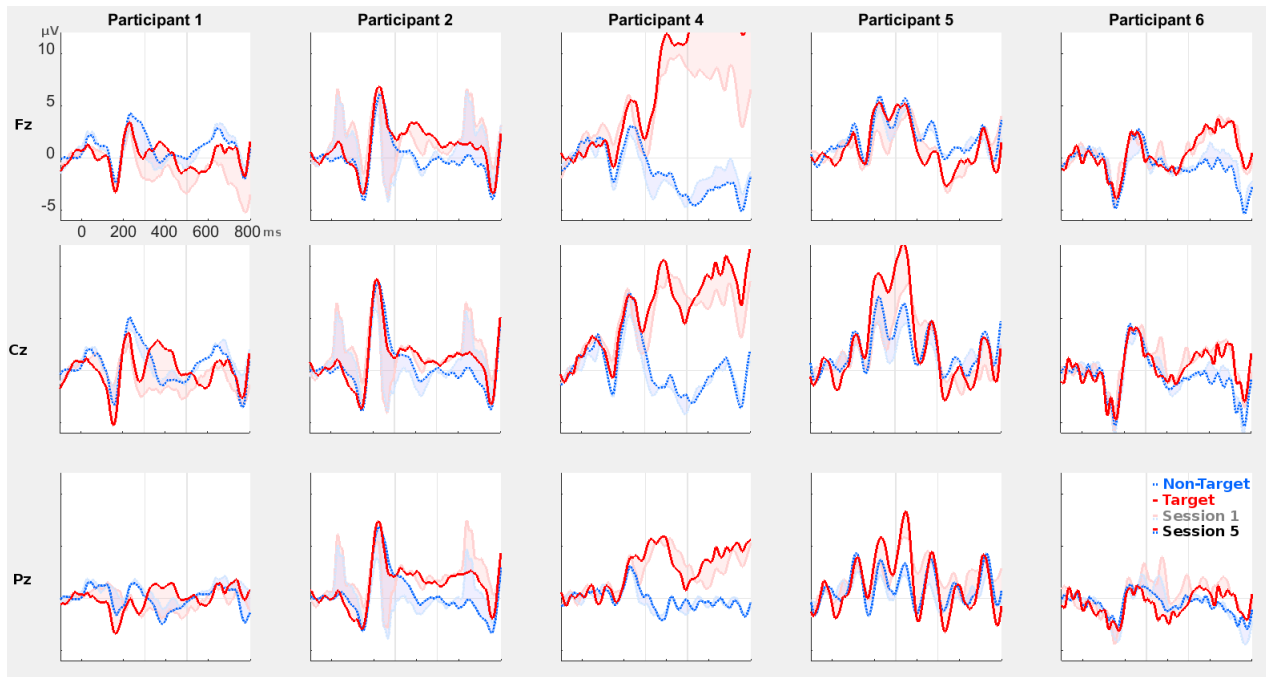 Participant 1 Participant 2 Participant 4 Participant 5 Participant 6
µV
10
5
Fz
0
-5
0 200 400 600 800 ms
Cz
Pz
Non-Target
Target
Session 1
Session 5